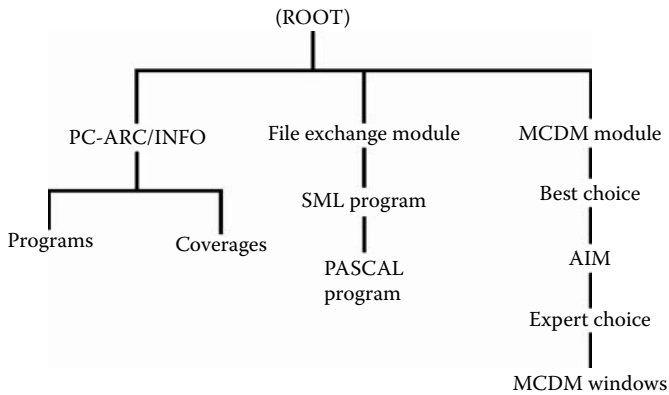 (ROOT)
PC-ARC/INFO
File exchange module
MCDM module
SML program
Best choice
Programs
Coverages
PASCAL
program
AIM
Expert choice
MCDM windows